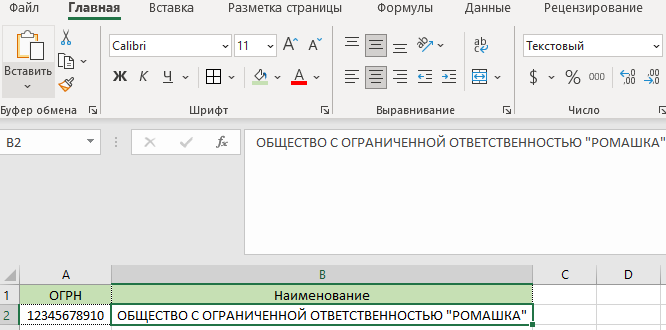 Файл Главная Вставка Разметка страницы Формулы Данные Рецензирование
Вставить
Calibri 11 A A
Ж К Ч A
ab
c
Текстовый
$ % 000
Буфер обмена Шрифт Выравнивание Число
B2 fx ОБЩЕСТВО С ОГРАНИЧЕННОЙ ОТВЕТСТВЕННОСТЬЮ "РОМАШКА"
A B C D
1 ОГРН Наименование
2 12345678910 ОБЩЕСТВО С ОГРАНИЧЕННОЙ ОТВЕТСТВЕННОСТЬЮ "РОМАШКА"